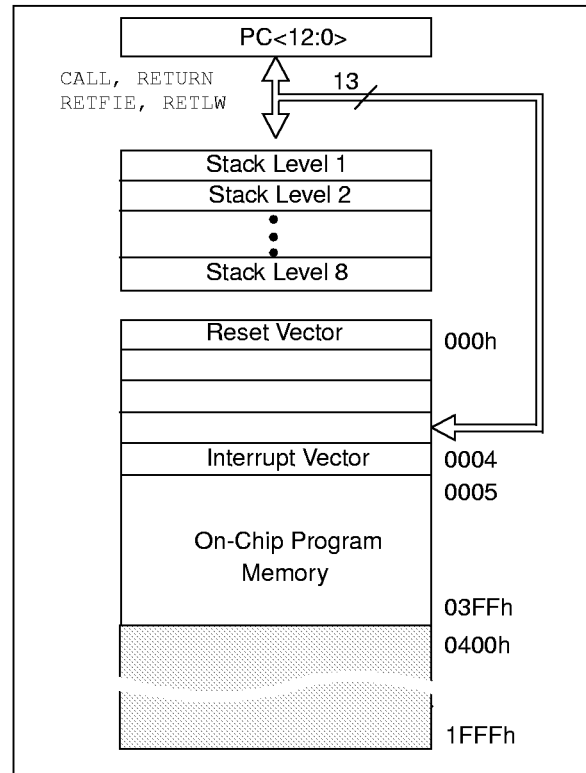 PC<12:0>
CALL, RETURN
RETFIE, RETLW
13
Stack Level 1
Stack Level 2
Stack Level 8
Reset Vector
000h
Interrupt Vector
0004
0005
On-Chip Program
Memory
03FFh
0400h
1FFFh